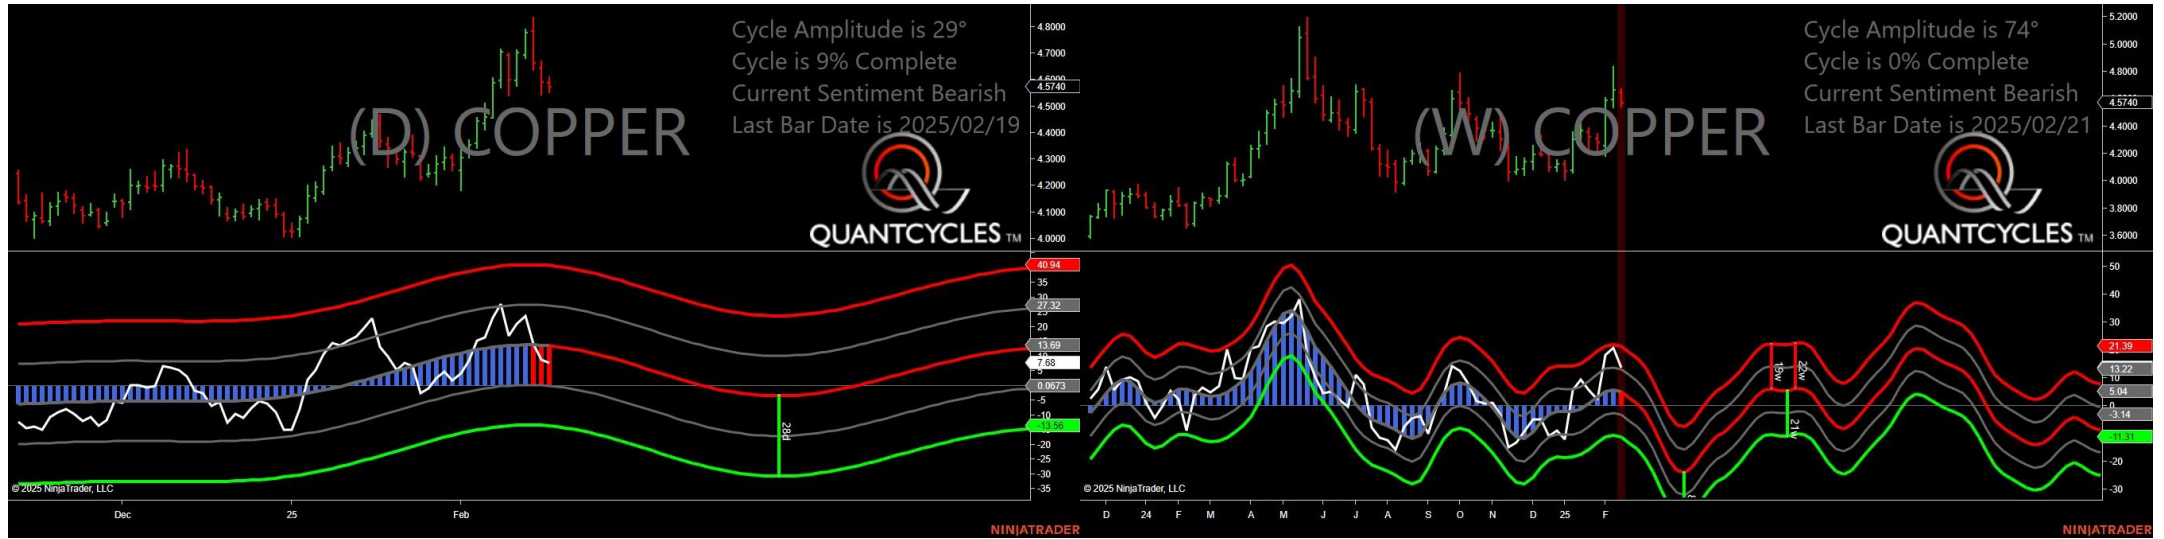 (D) COPPER
Cycle Amplitude is 29°
Cycle is 9% Complete
Current Sentiment Bearish
Last Bar Date is 2025/02/19
QUANTCYCLES TM
4.8000
4.7000
4.6000
4.5740
4.5000
4.4000
4.3000
4.2000
4.1000
4.0000
40.94
35
30
27.32
20
13.69
7.68
5
0.0673
-5
-10
-13.56
-20
-25
-30
-35
28d
© 2025 NinjaTrader, LLC
Dec
25
Feb
NINJATRADER
(W) COPPER
Cycle Amplitude is 74°
Cycle is 0% Complete
Current Sentiment Bearish
Last Bar Date is 2025/02/21
QUANTCYCLES TM
5.2000
5.0000
4.8000
4.5740
4.4000
4.2000
4.0000
3.8000
3.6000
50
40
30
21.39
13.22
10
5.04
0
-3.14
-11.31
-20
-30
19w
22w
21w
© 2025 NinjaTrader, LLC
D
24
F
M
A
M
J
J
A
S
O
N
D
25
F
NINJATRADER